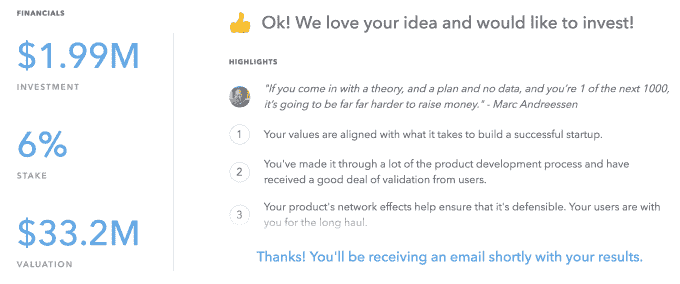 FINANCIALS
$1.99M
INVESTMENT
6%
STAKE
$33.2M
VALUATION
👍 Ok! We love your idea and would like to invest!
HIGHLIGHTS
"If you come in with a theory, and a plan and no data, and you're 1 of the next 1000,
it's going to be far far harder to raise money." - Marc Andreessen
1 Your values are aligned with what it takes to build a successful startup.
2 You've made it through a lot of the product development process and have
received a good deal of validation from users.
3 Your product's network effects help ensure that it's defensible. Your users are with
you for the long haul.
Thanks! You'll be receiving an email shortly with your results.